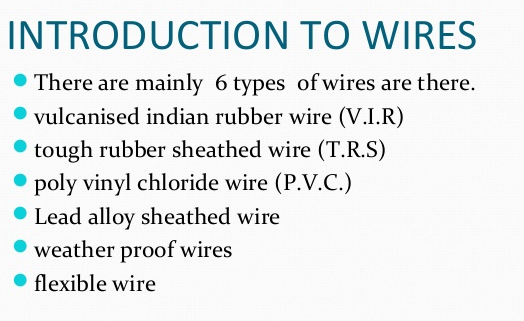 INTRODUCTION TO WIRES
There are mainly 6 types of wires are there.
vulcanised indian rubber wire (V.I.R)
tough rubber sheathed wire (T.R.S)
poly vinyl chloride wire (P.V.C.)
Lead alloy sheathed wire
weather proof wires
flexible wire